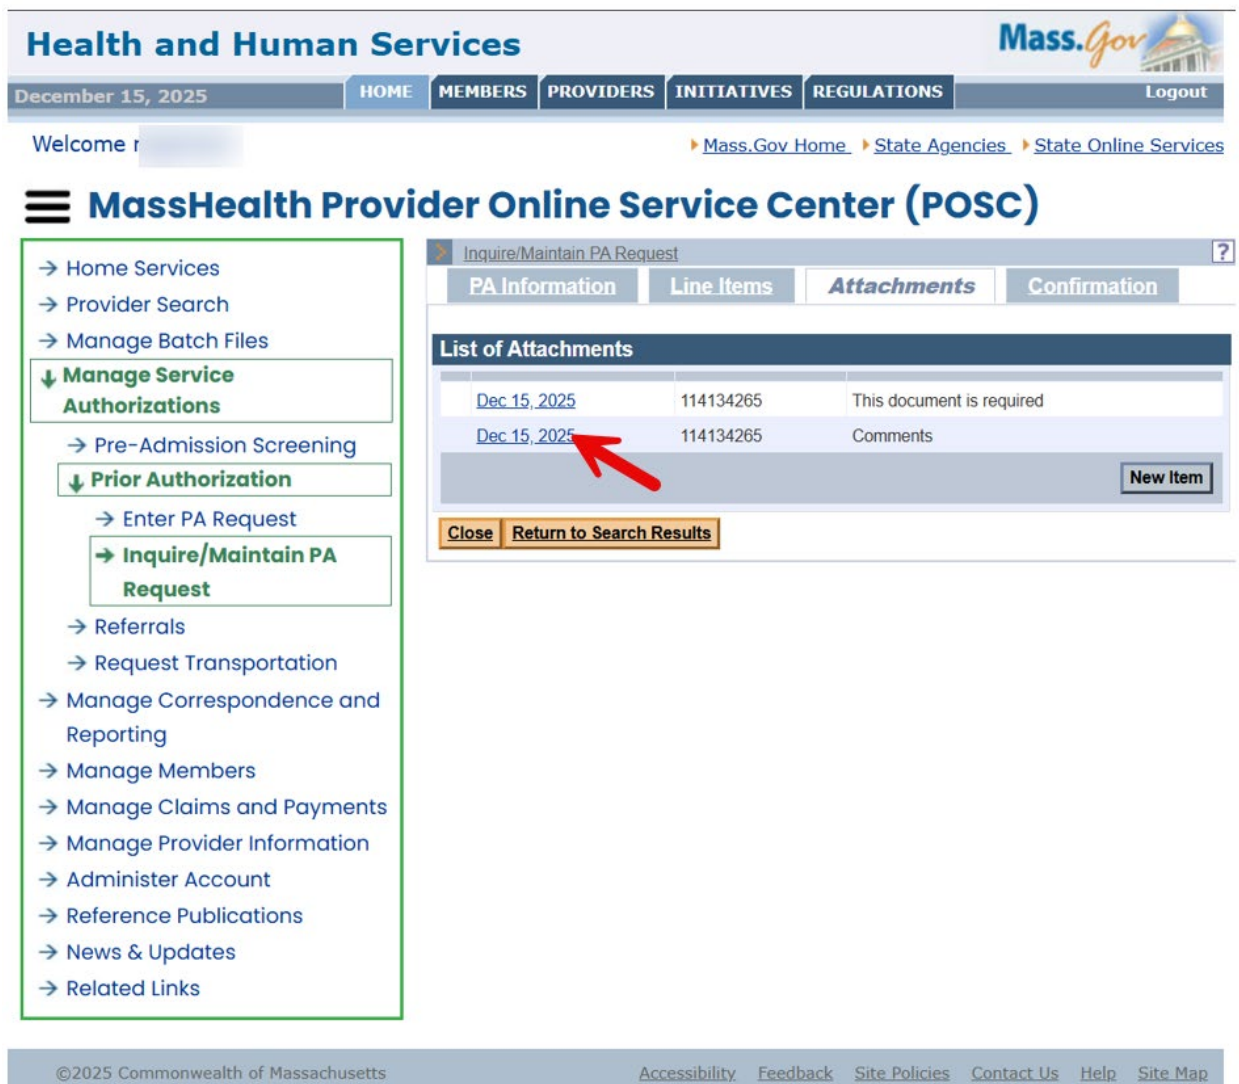 Health and Human Services
Mass.Gov
December 15, 2025
HOME
MEMBERS
PROVIDERS
INITIATIVES
REGULATIONS
Logout
Welcome
Mass.Gov Home
State Agencies
State Online Services
MassHealth Provider Online Service Center (POSC)
Home Services
Provider Search
Manage Batch Files
Manage Service
Authorizations
Pre-Admission Screening
Prior Authorization
Enter PA Request
Inquire/Maintain PA
Request
Referrals
Request Transportation
Manage Correspondence and
Reporting
Manage Members
Manage Claims and Payments
Manage Provider Information
Administer Account
Reference Publications
News & Updates
Related Links
Inquire/Maintain PA Request
?
PA Information
Line Items
Attachments
Confirmation
List of Attachments
Dec 15, 2025 114134265 This document is required
Dec 15, 2025 114134265 Comments
New Item
Close
Return to Search Results
©2025 Commonwealth of Massachusetts
Accessibility
Feedback
Site Policies
Contact Us
Help
Site Map